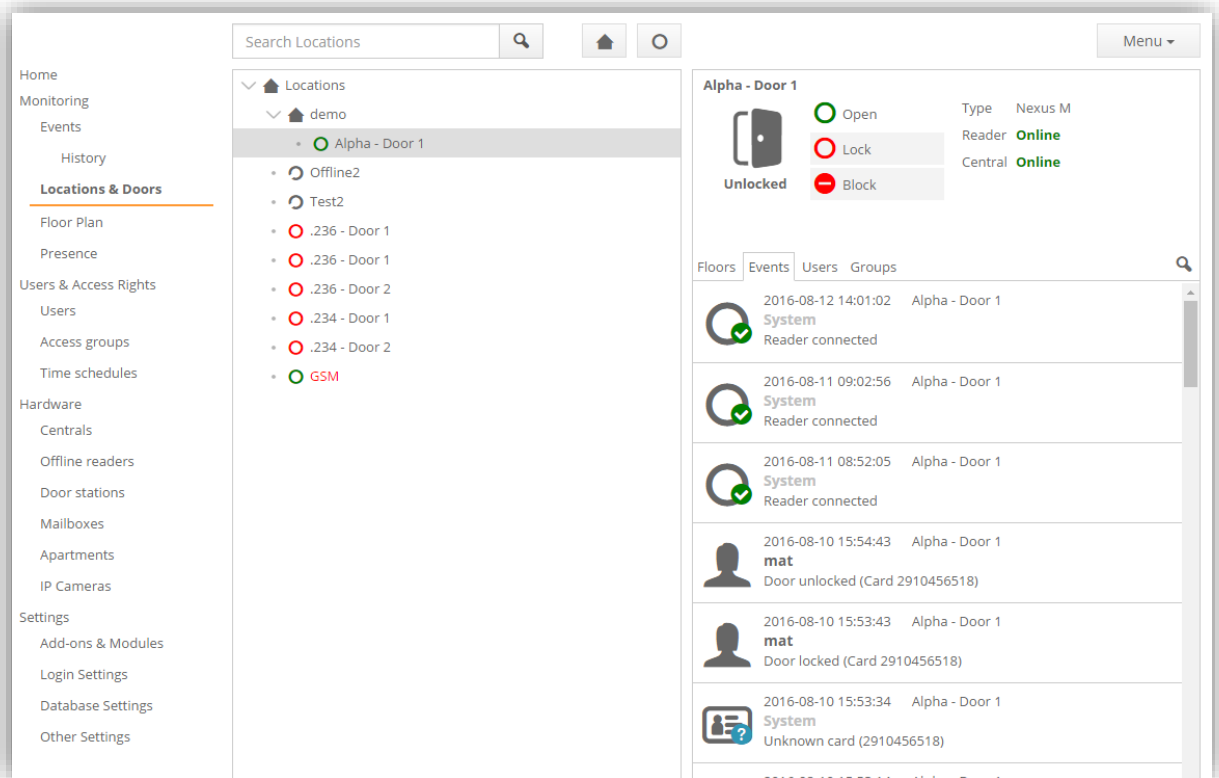 Search Locations
Menu
Home
Monitoring
Events
History
Locations & Doors
Floor Plan
Presence
Users & Access Rights
Users
Access groups
Time schedules
Hardware
Centrals
Offline readers
Door stations
Mailboxes
Apartments
IP Cameras
Settings
Add-ons & Modules
Login Settings
Database Settings
Other Settings
Locations
demo
Alpha - Door 1
Offline2
Test2
.236 - Door 1
.236 - Door 1
.236 - Door 2
.234 - Door 1
.234 - Door 2
GSM
Alpha - Door 1
Unlocked
Open
Lock
Block
Type Nexus M
Reader Online
Central Online
Floors Events Users Groups
2016-08-12 14:01:02 Alpha - Door 1
System
Reader connected
2016-08-11 09:02:56 Alpha - Door 1
System
Reader connected
2016-08-11 08:52:05 Alpha - Door 1
System
Reader connected
2016-08-10 15:54:43 Alpha - Door 1
mat
Door unlocked (Card 2910456518)
2016-08-10 15:53:43 Alpha - Door 1
mat
Door locked (Card 2910456518)
2016-08-10 15:53:34 Alpha - Door 1
System
Unknown card (2910456518)